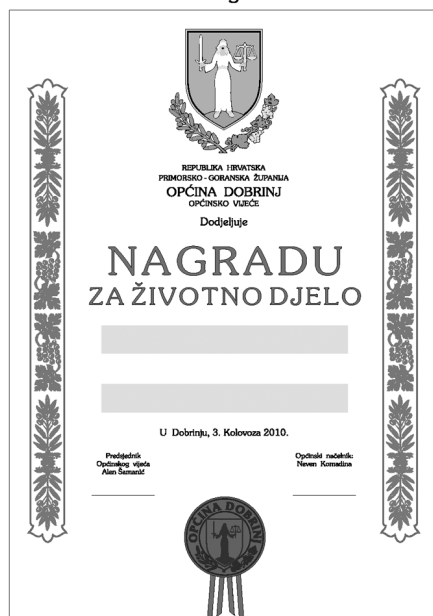 REPUBLIKA HRVATSKA
PRIMORSKO - GORANSKA ŽUPANIJA
OPĆINA DOBRINJ
OPĆINSKO VIJEĆE
Dodjeljuje
NAGRADU
ZA ŽIVOTNO DJELO
U Dobrinju, 3. Kolovoza 2010.
Predsjednik
Općinskog vijeća
Alen Šamanić
Općinski načelnik:
Neven Komadina
OPĆINA DOBRINJ